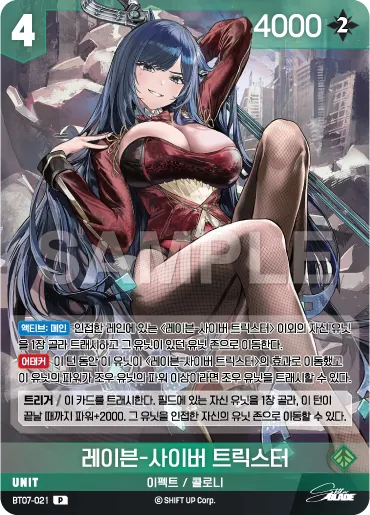 4
4000
2
SAMPLE
액티브: 메인 인접한 레인에 있는 〈레이븐-사이버 트릭스터〉 이외의 자신 유닛
을 1장 골라 트래시하고 그 유닛이 있던 유닛 존으로 이동한다.
어태커 이 턴 동안 이 유닛이 〈레이븐-사이버 트릭스터〉의 효과로 이동했고
이 유닛의 파워가 조우 유닛의 파워 이상이라면 조우 유닛을 트래시할 수 있다.
트리거 / 이 카드를 트래시한다. 필드에 있는 자신 유닛을 1장 골라, 이 턴이
끝날 때까지 파워+2000. 그 유닛을 인접한 자신의 유닛 존으로 이동할 수 있다.
레이븐-사이버 트릭스터
UNIT
이펙트 / 콜로니
BT07-021 P
© SHIFT UP Corp.
Stellar BLADE